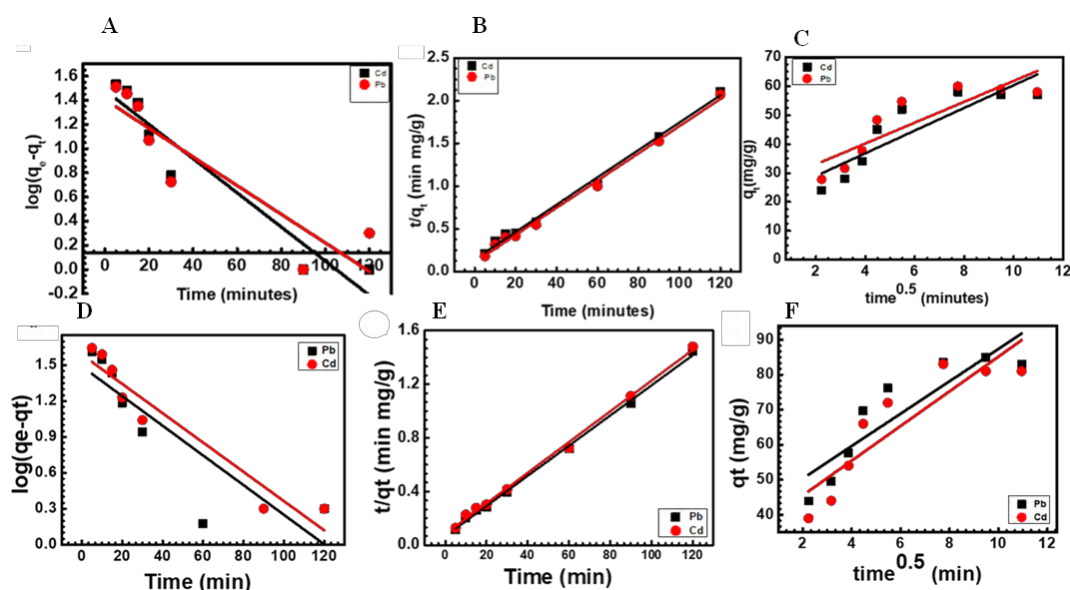 A
B
C
1.6
1.4
1.2
1.0
0.8
0.6
0.4
0.2
0.0
-0.2
log(qe-qt)
Cd
Pb
0 20 40 60 80 100 120
Time (minutes)
2.5
2.0
1.5
1.0
0.5
0.0
t/qt (min mg/g)
Cd
Pb
0 20 40 60 80 100 120
Time (minutes)
70
60
50
40
30
20
10
0
qt(mg/g)
Cd
Pb
2 4 6 8 10 12
time0.5 (minutes)
D
E
F
1.5
1.2
0.9
0.6
0.3
0.0
log(qe-qt)
Pb
Cd
0 20 40 60 80 100 120
Time (min)
1.6
1.2
0.8
0.4
0.0
t/qt (min mg/g)
Pb
Cd
0 20 40 60 80 100 120
Time (min)
90
80
70
60
50
40
qt (mg/g)
Pb
Cd
2 4 6 8 10 12
time0.5 (min)